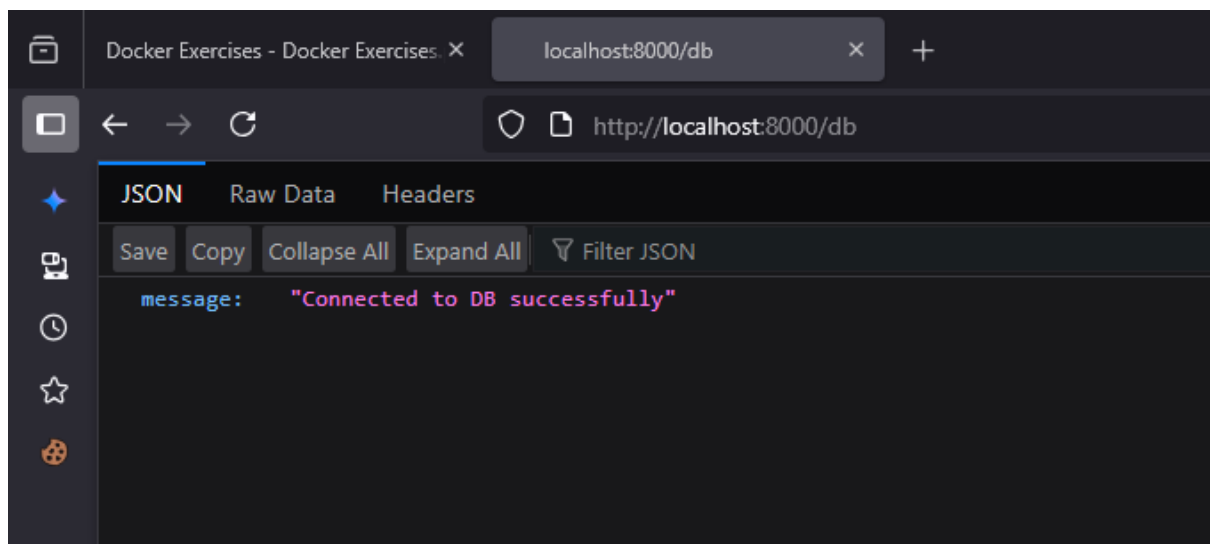 Docker Exercises - Docker Exercises. localhost:8000/db
http://localhost:8000/db
JSON Raw Data Headers
Save Copy Collapse All Expand All Filter JSON
message: "Connected to DB successfully"